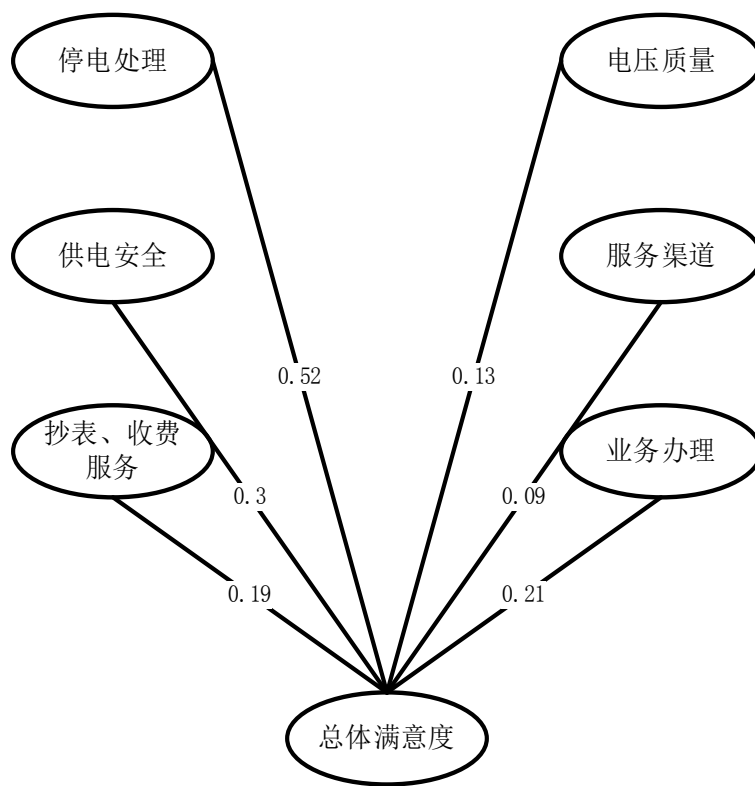 停电处理
电压质量
供电安全
服务渠道
0.52
0.13
抄表、收费
服务
业务办理
0.3
0.09
0.19
0.21
总体满意度